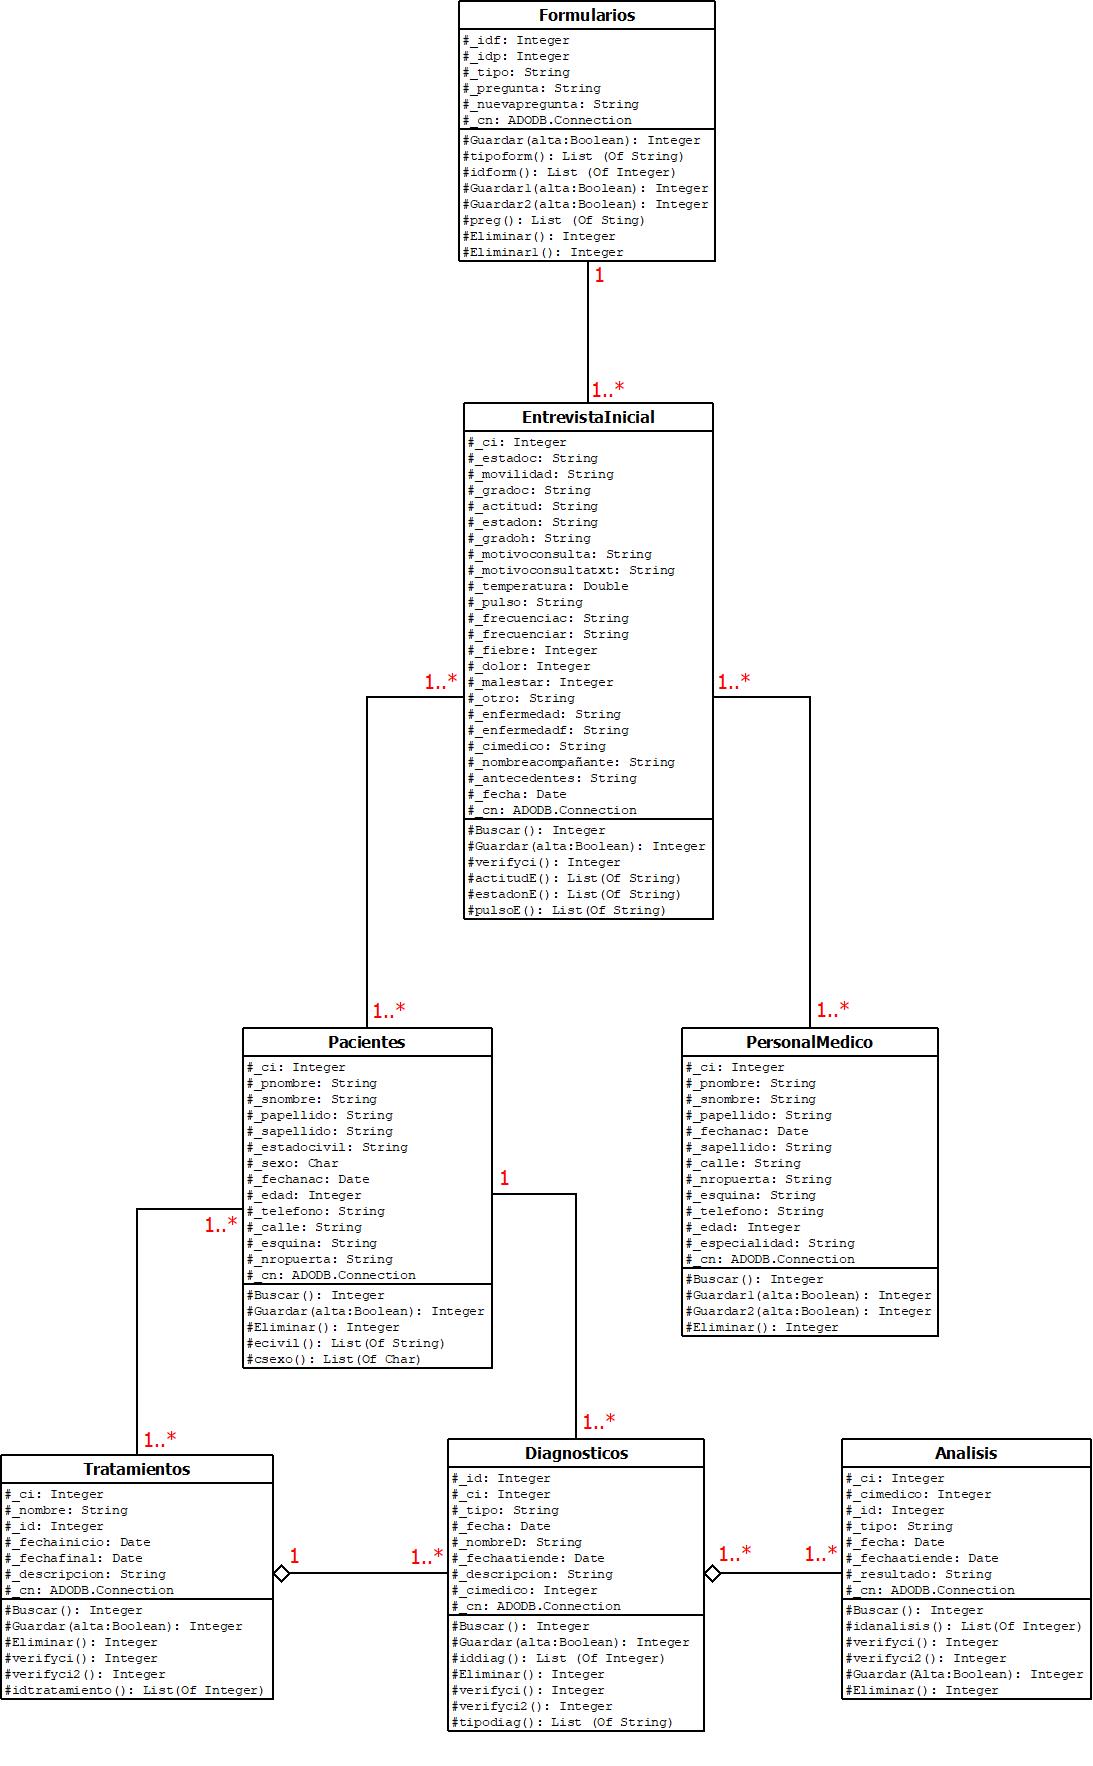 Formularios
#_idf: Integer
#_idp: Integer
#_tipo: String
#_pregunta: String
#_nuevapregunta: String
#_cn: ADODB.Connection
#Guardar(alta:Boolean): Integer
#tipoform(): List (Of String)
#idform(): List (Of Integer)
#Guardar1(alta:Boolean): Integer
#Guardar2(alta:Boolean): Integer
#preg(): List (Of Sting)
#Eliminar(): Integer
#Eliminar1(): Integer
1
1..*
EntrevistaInicial
#_ci: Integer
#_estadoc: String
#_movilidad: String
#_gradoc: String
#_actitud: String
#_estadon: String
#_gradoh: String
#_motivoconsulta: String
#_motivoconsultatxt: String
#_temperatura: Double
#_pulso: String
#_frecuenciac: String
#_frecuenciar: String
#_fiebre: Integer
#_dolor: Integer
#_malestar: Integer
#_otro: String
#_enfermedad: String
#_enfermedadf: String
#_cimedico: String
#_nombreacompañante: String
#_antecedentes: String
#_fecha: Date
#_cn: ADODB.Connection
#Buscar(): Integer
#Guardar(alta:Boolean): Integer
#verifyci(): Integer
#actitudE(): List(Of String)
#estadonE(): List(Of String)
#pulsoE(): List(Of String)
1..*
1..*
1..*
1..*
Pacientes
#_ci: Integer
#_pnombre: String
#_snombre: String
#_papellido: String
#_sapellido: String
#_estadocivil: String
#_sexo: Char
#_fechanac: Date
#_edad: Integer
#_telefono: String
#_calle: String
#_esquina: String
#_nropuerta: String
#_cn: ADODB.Connection
#Buscar(): Integer
#Guardar(alta:Boolean): Integer
#Eliminar(): Integer
#ecivil(): List(Of String)
#csexo(): List(Of Char)
PersonalMedico
#_ci: Integer
#_pnombre: String
#_snombre: String
#_papellido: String
#_fechanac: Date
#_sapellido: String
#_calle: String
#_nropuerta: String
#_esquina: String
#_telefono: String
#_edad: Integer
#_especialidad: String
#_cn: ADODB.Connection
#Buscar(): Integer
#Guardar1(alta:Boolean): Integer
#Guardar2(alta:Boolean): Integer
#Eliminar(): Integer
1
1..*
1..*
1..*
Tratamientos
#_ci: Integer
#_nombre: String
#_id: Integer
#_fechainicio: Date
#_fechafinal: Date
#_descripcion: String
#_cn: ADODB.Connection
#Buscar(): Integer
#Guardar(alta:Boolean): Integer
#Eliminar(): Integer
#verifyci(): Integer
#verifyci2(): Integer
#idtratamiento(): List(Of Integer)
1
1..*
Diagnosticos
#_id: Integer
#_ci: Integer
#_tipo: String
#_fecha: Date
#_nombreD: String
#_fechaatiende: Date
#_descripcion: String
#_cimedico: Integer
#_cn: ADODB.Connection
#Buscar(): Integer
#Guardar(alta:Boolean): Integer
#iddiag(): List (Of Integer)
#Eliminar(): Integer
#verifyci(): Integer
#verifyci2(): Integer
#tipodiag(): List (Of String)
1..*
1..*
Analisis
#_ci: Integer
#_cimedico: Integer
#_id: Integer
#_tipo: String
#_fecha: Date
#_fechaatiende: Date
#_resultado: String
#_cn: ADODB.Connection
#Buscar(): Integer
#idanalisis(): List(Of Integer)
#verifyci(): Integer
#verifyci2(): Integer
#Guardar(Alta:Boolean): Integer
#Eliminar(): Integer